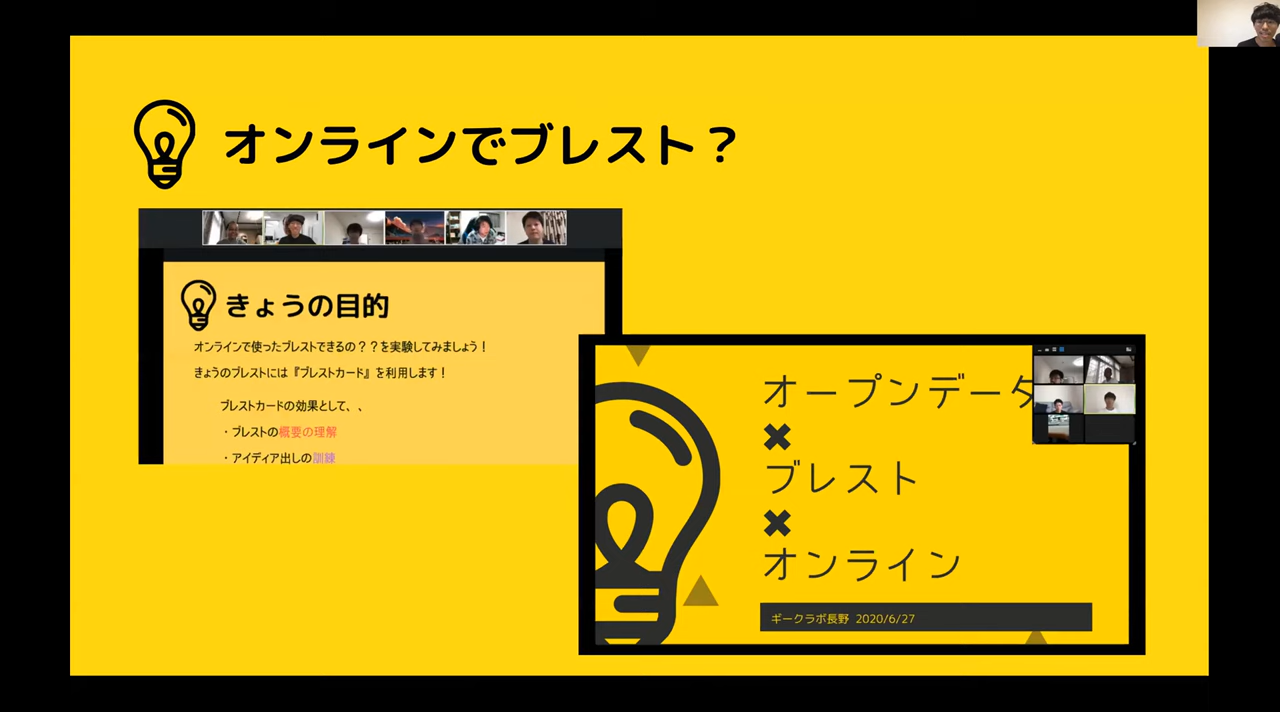 オンラインでブレスト？
きょうの目的
オンラインで使ったブレストできるの？？を実験してみましょう！
きょうのブレストには『ブレストカード』を利用します！
ブレストカードの効果として、、
・ブレストの概要の理解
・アイディア出しの訓練
オープンデータ
✖
ブレスト
✖
オンライン
ギークラボ長野 2020/6/27